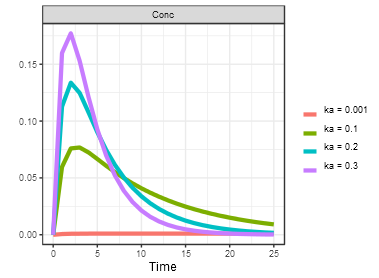 Conc
0.15
0.10
0.05
0.00
0 5 10 15 20 25
Time
ka = 0.001
ka = 0.1
ka = 0.2
ka = 0.3